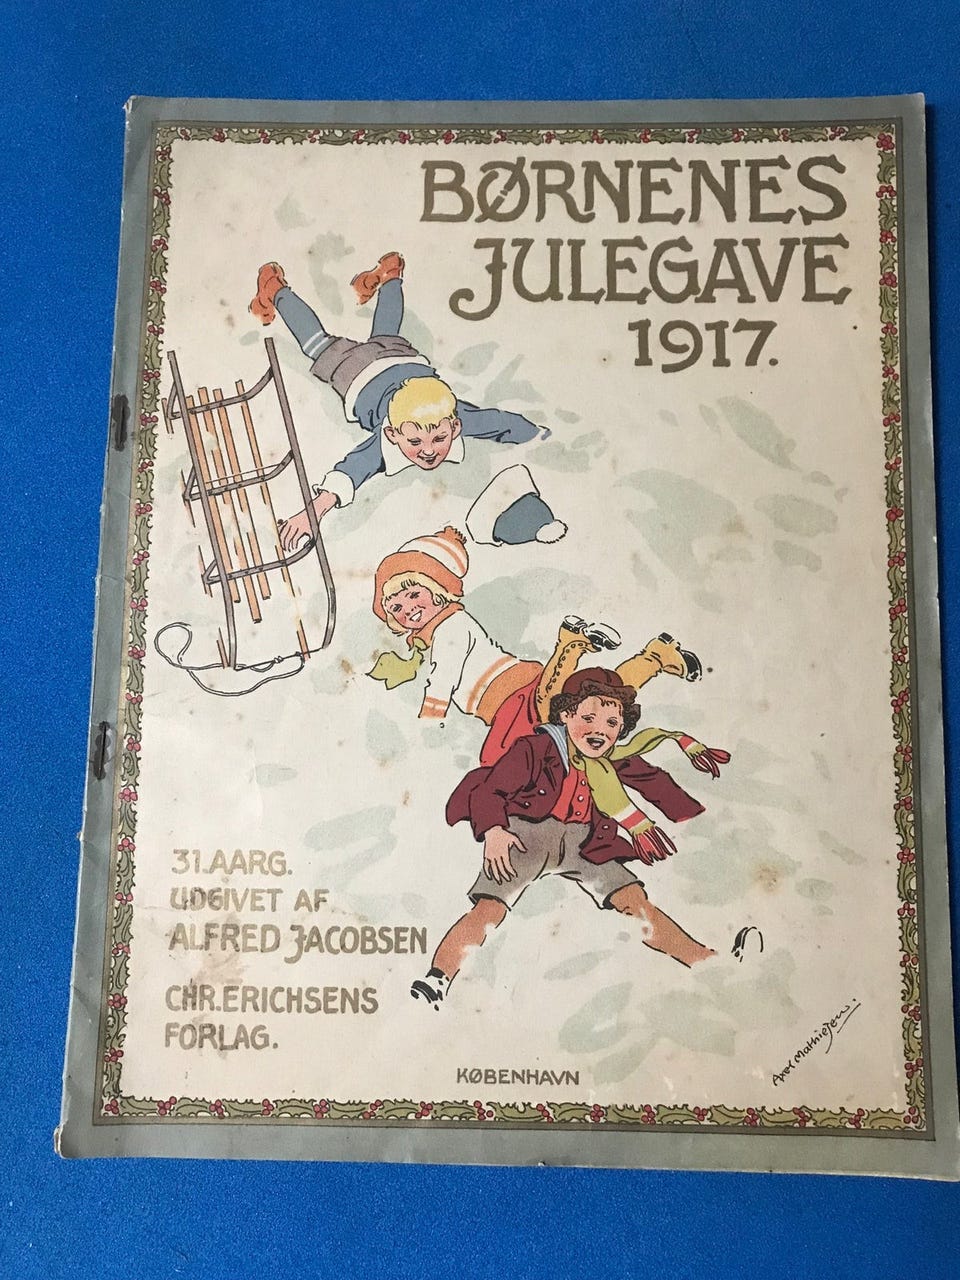 BØRNENES
JULEGAVE
1917.
31. AARG.
UDGIVET AF
ALFRED JACOBSEN
CHR. ERICHSENS
FORLAG.
KØBENHAVN
Axel Mathiesen.